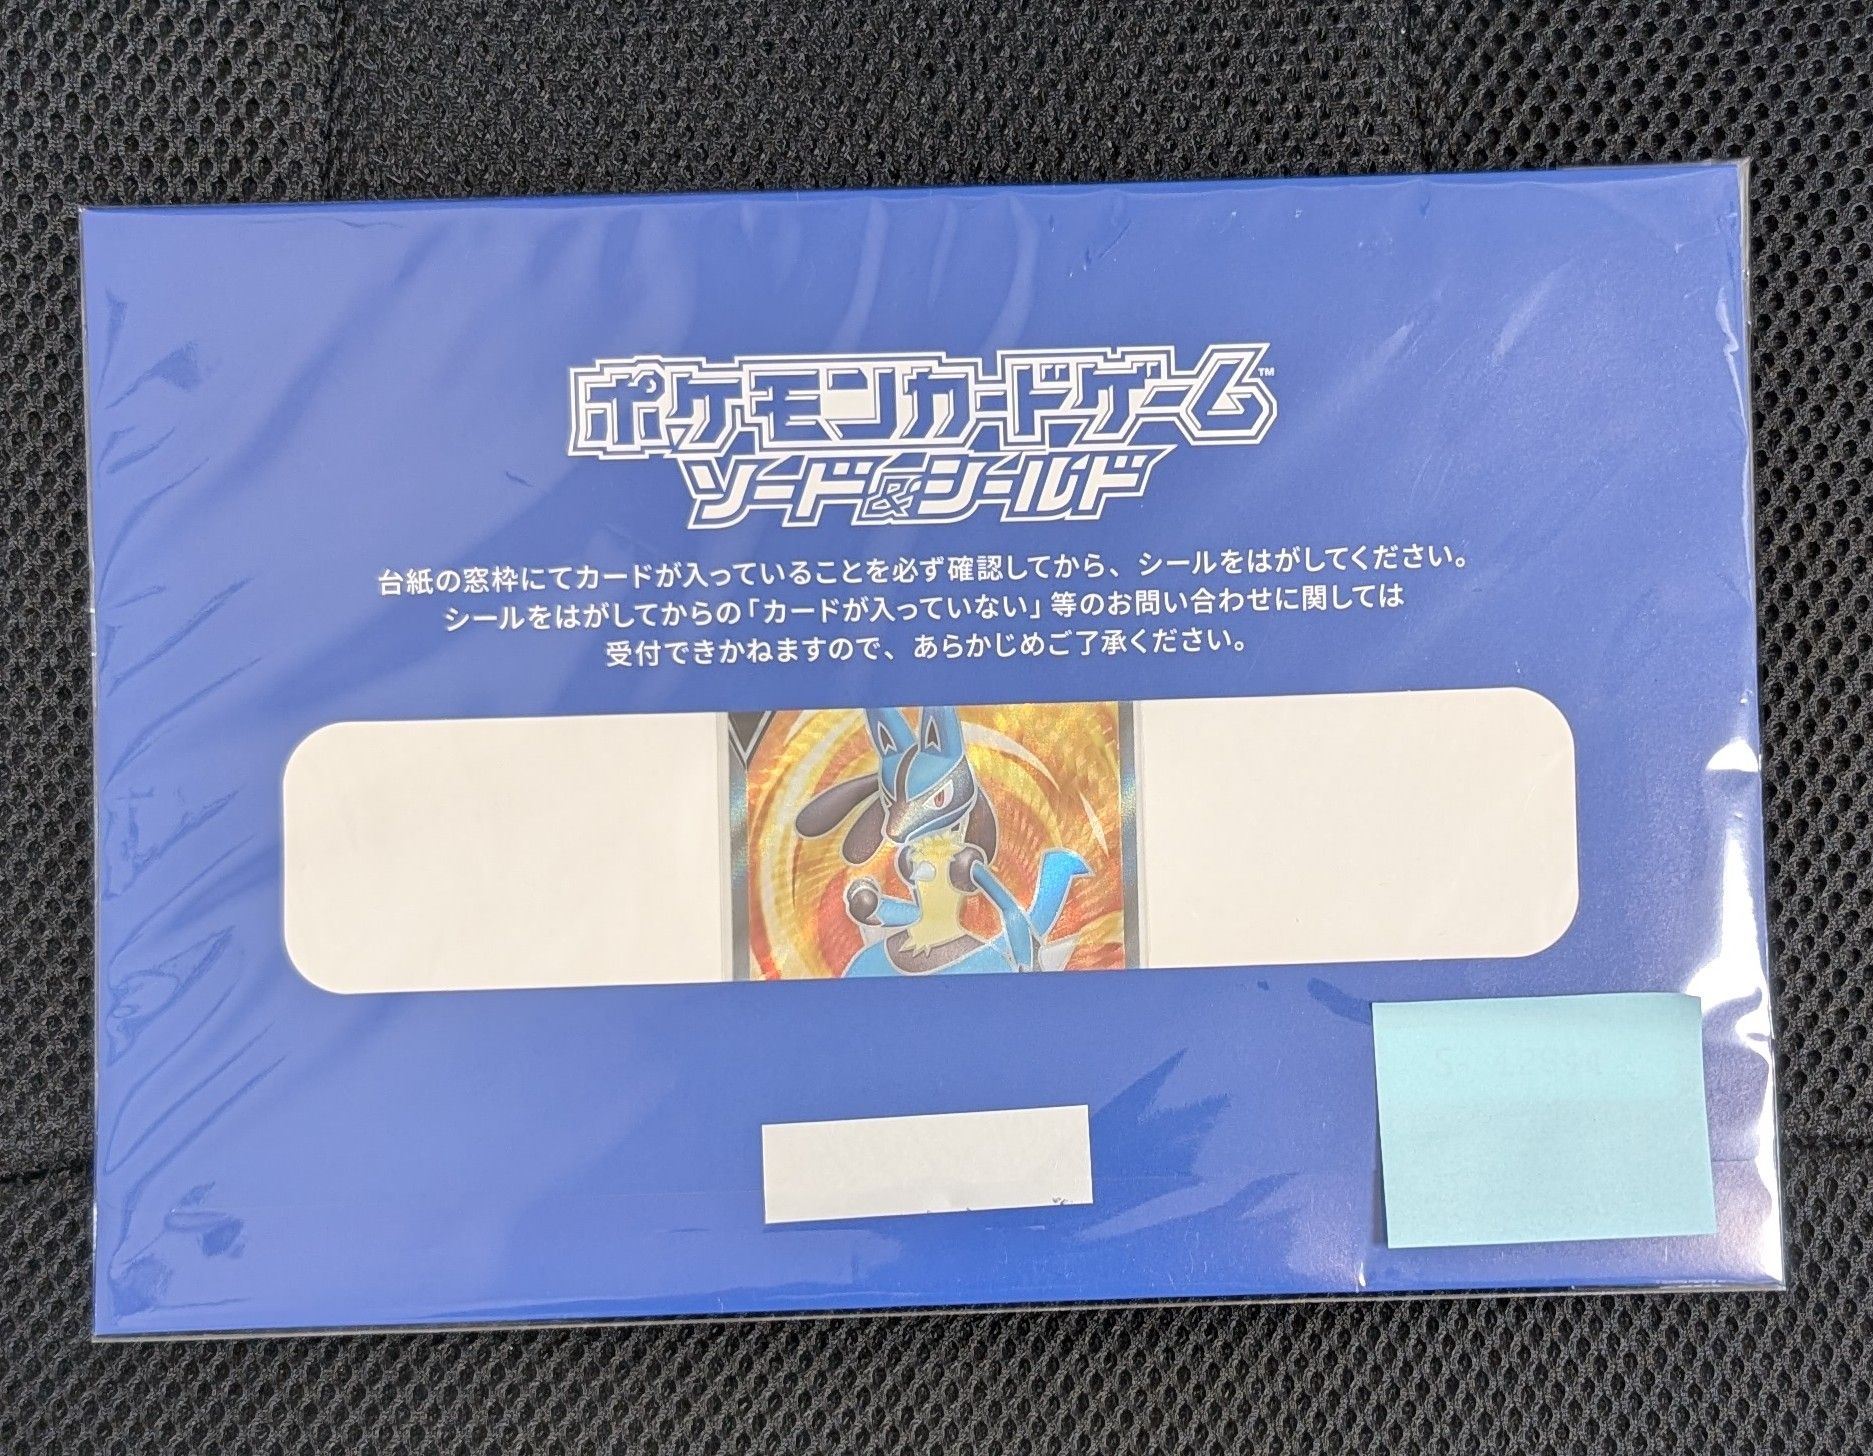 ポケモンカードゲーム™
ソード&シールド
台紙の窓枠にてカードが入っていることを必ず確認してから、シールをはがしてください。
シールをはがしてからの「カードが入っていない」等のお問い合わせに関しては
受付できかねますので、あらかじめご了承ください。